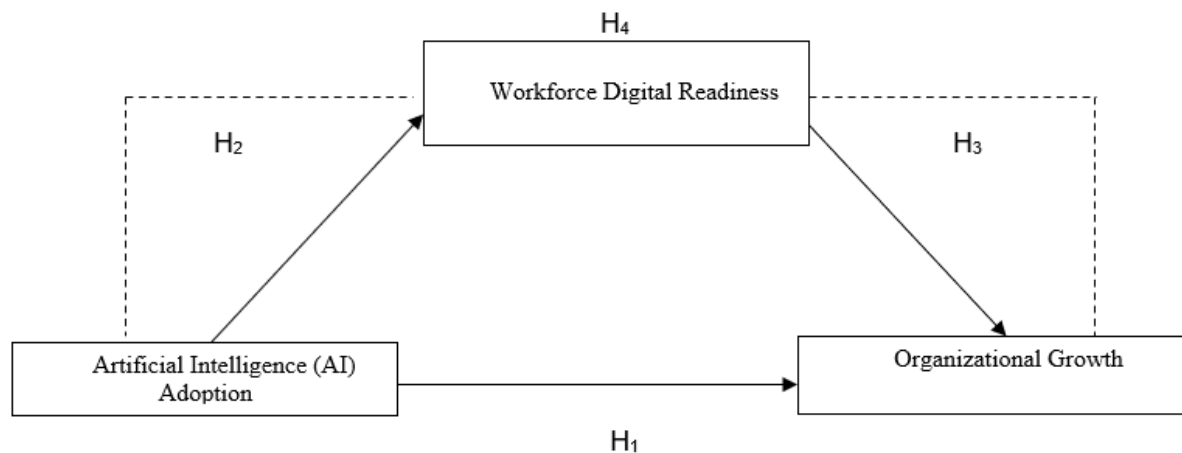 H₄
Workforce Digital Readiness
H₂
H₃
Artificial Intelligence (AI)
Adoption
Organizational Growth
H₁